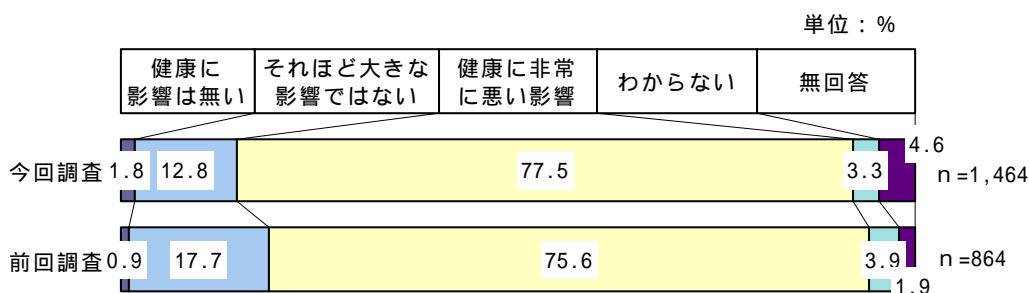 単位：%
健康に
影響は無い
それほど大きな
影響ではない
健康に非常
に悪い影響
わからない
無回答
今回調査 1.8 12.8 77.5 3.3 4.6 n=1,464
前回調査 0.9 17.7 75.6 3.9 1.9 n=864